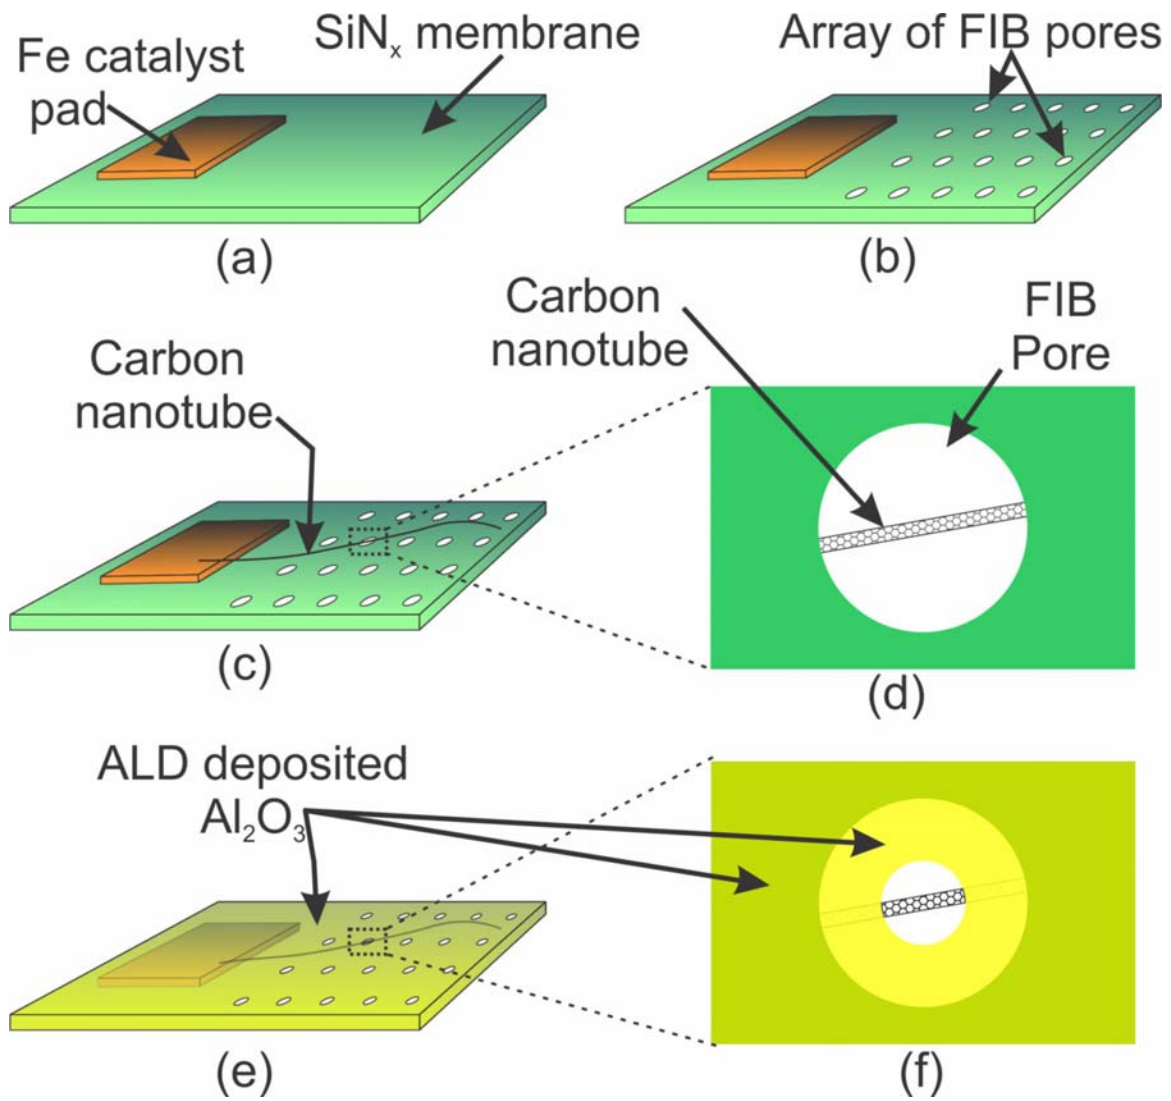 Fe catalyst
pad
SiNₓ membrane
Array of FIB pores
(a)
(b)
Carbon
nanotube
Carbon
nanotube
FIB
Pore
(c)
(d)
ALD deposited
Al₂O₃
(e)
(f)